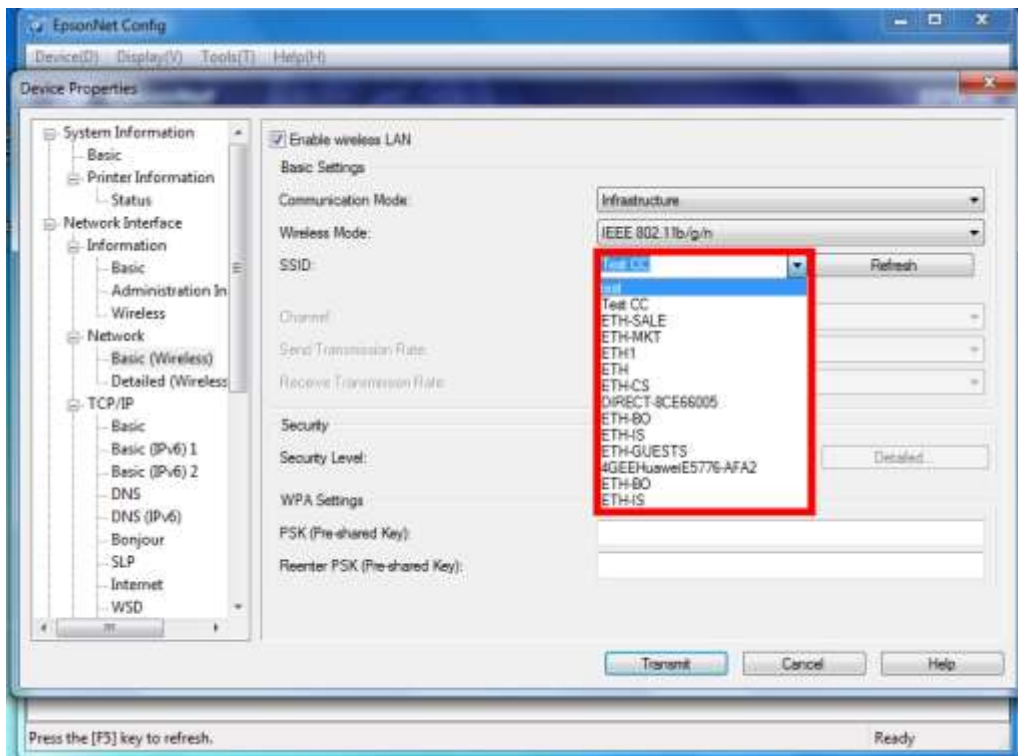 EpsonNet Config
Device(D) Display(V) Tools(T) Help(H)
Device Properties
System Information
Basic
Printer Information
Status
Network Interface
Information
Basic
Administration In
Wireless
Network
Basic (Wireless)
Detailed (Wireless
TCP/IP
Basic
Basic (IPv6) 1
Basic (IPv6) 2
DNS
DNS (IPv6)
Bonjour
SLP
Internet
WSD
Enable wireless LAN
Basic Settings
Communication Mode: Infrastructure
Wireless Mode: IEEE 802.11b/g/n
SSID: Test CC Refresh
test
Test CC
ETH-SALE
ETH-MKT
ETH1
ETH
ETH-CS
DIRECT-8CE66005
ETH-BO
ETH-IS
ETH-GUESTS
4GEEHuaweiE5776-AFA2
ETH-BO
ETH-IS
Channel:
Send Transmission Rate:
Receive Transmission Rate:
Security
Security Level: Detailed...
WPA Settings
PSK (Pre-shared Key):
Reenter PSK (Pre-shared Key):
Transmit Cancel Help
Press the [F5] key to refresh. Ready